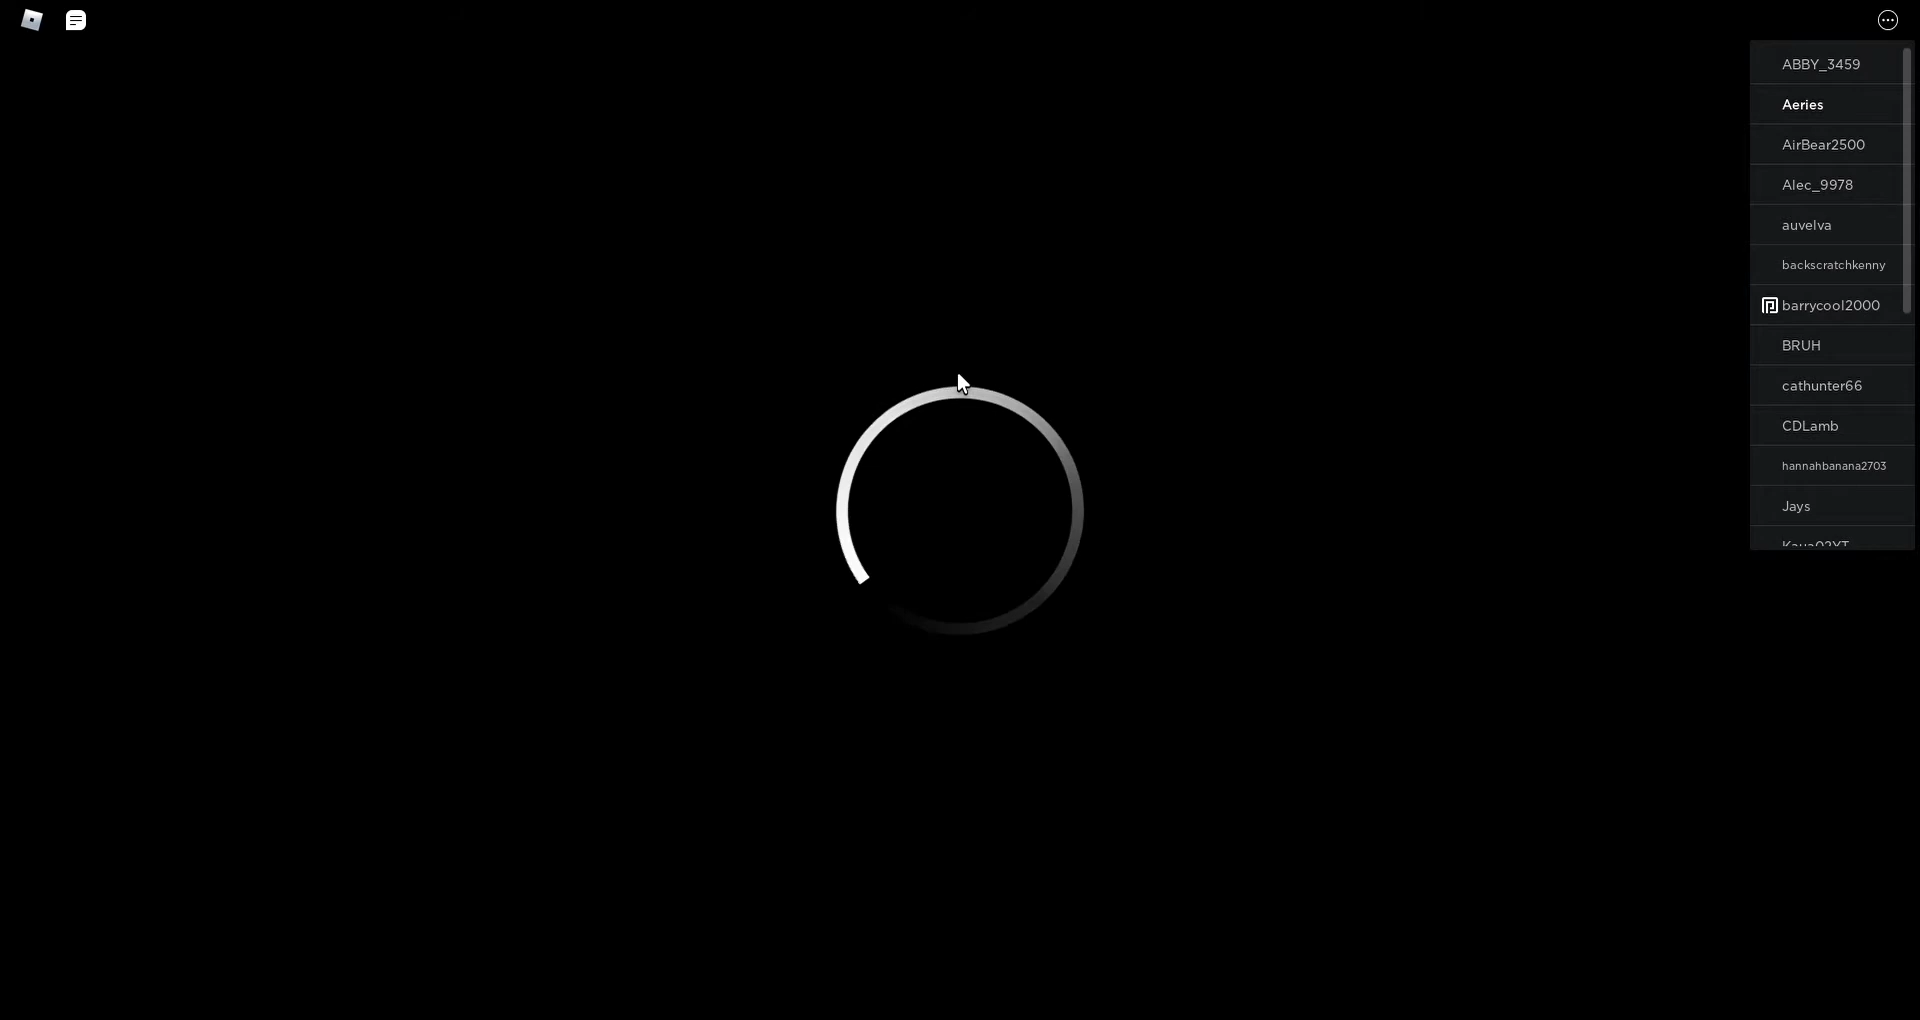 ABBY_3459
Aeries
AirBear2500
Alec_9978
auvelva
backscratchkenny
barrycool2000
BRUH
cathunter66
CDLamb
hannahbanana2703
Jays